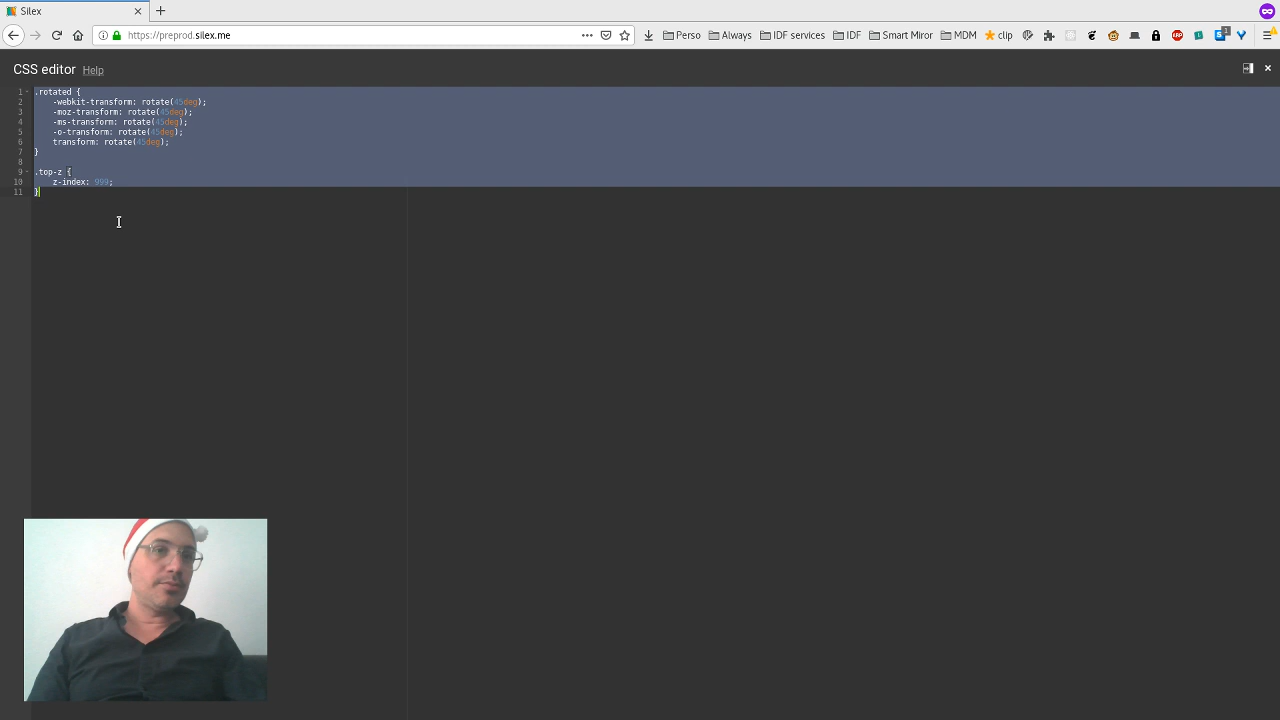 Silex
https://preprod.silex.me
Perso
Always
IDF services
IDF
Smart Miror
MDM
clip
ABP
1
CSS editor Help
1 .rotated {
2 -webkit-transform: rotate(45deg);
3 -moz-transform: rotate(45deg);
4 -ms-transform: rotate(45deg);
5 -o-transform: rotate(45deg);
6 transform: rotate(45deg);
7 }
8
9 .top-z {
10 z-index: 999;
11 }